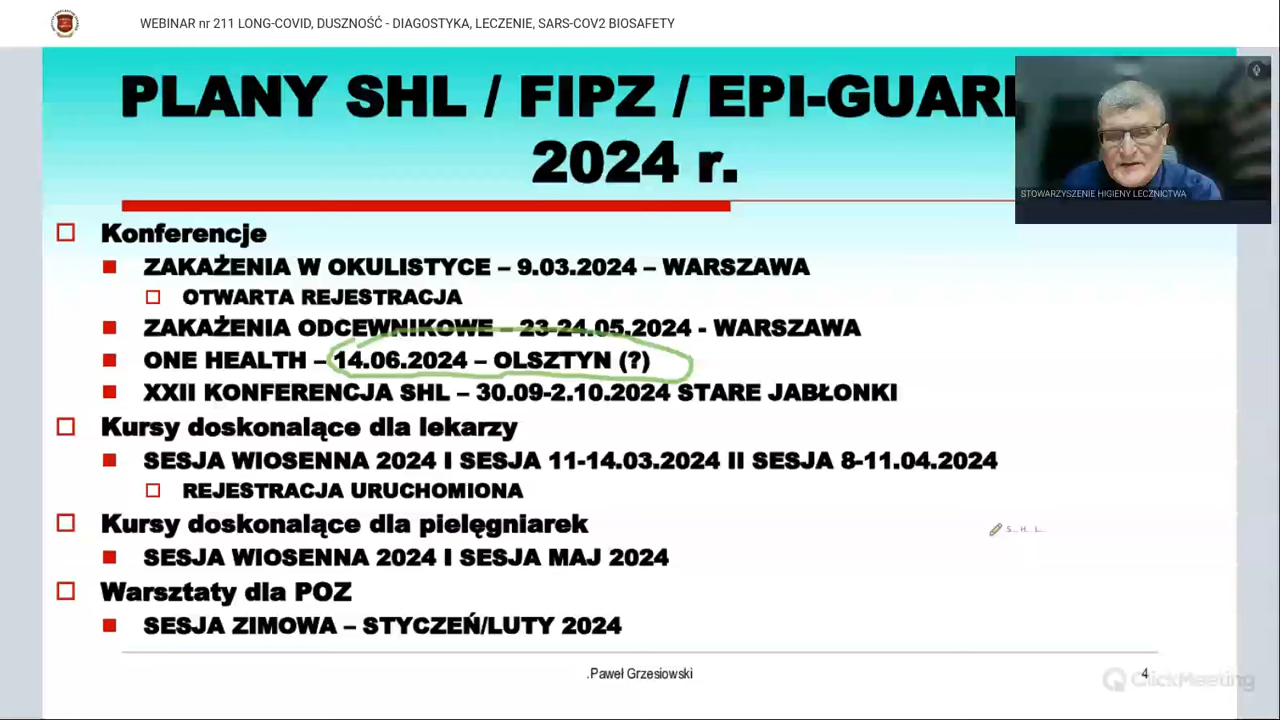 WEBINAR nr 211 LONG-COVID, DUSZNOŚĆ - DIAGOSTYKA, LECZENIE, SARS-COV2 BIOSAFETY
PLANY SHL / FIPZ / EPI-GUAR
2024 r.
STOWARZYSZENIE HIGIENY LECZNICTWA
Konferencje
ZAKAŻENIA W OKULISTYCE – 9.03.2024 – WARSZAWA
OTWARTA REJESTRACJA
ZAKAŻENIA ODCEWNIKOWE – 23-24.05.2024 - WARSZAWA
ONE HEALTH – 14.06.2024 – OLSZTYN (?)
XXII KONFERENCJA SHL – 30.09-2.10.2024 STARE JABŁONKI
Kursy doskonalące dla lekarzy
SESJA WIOSENNA 2024 I SESJA 11-14.03.2024 II SESJA 8-11.04.2024
REJESTRACJA URUCHOMIONA
Kursy doskonalące dla pielęgniarek
S... H... L...
SESJA WIOSENNA 2024 I SESJA MAJ 2024
Warsztaty dla POZ
SESJA ZIMOWA – STYCZEŃ/LUTY 2024
.Paweł Grzesiowski
4
ClickMeeting